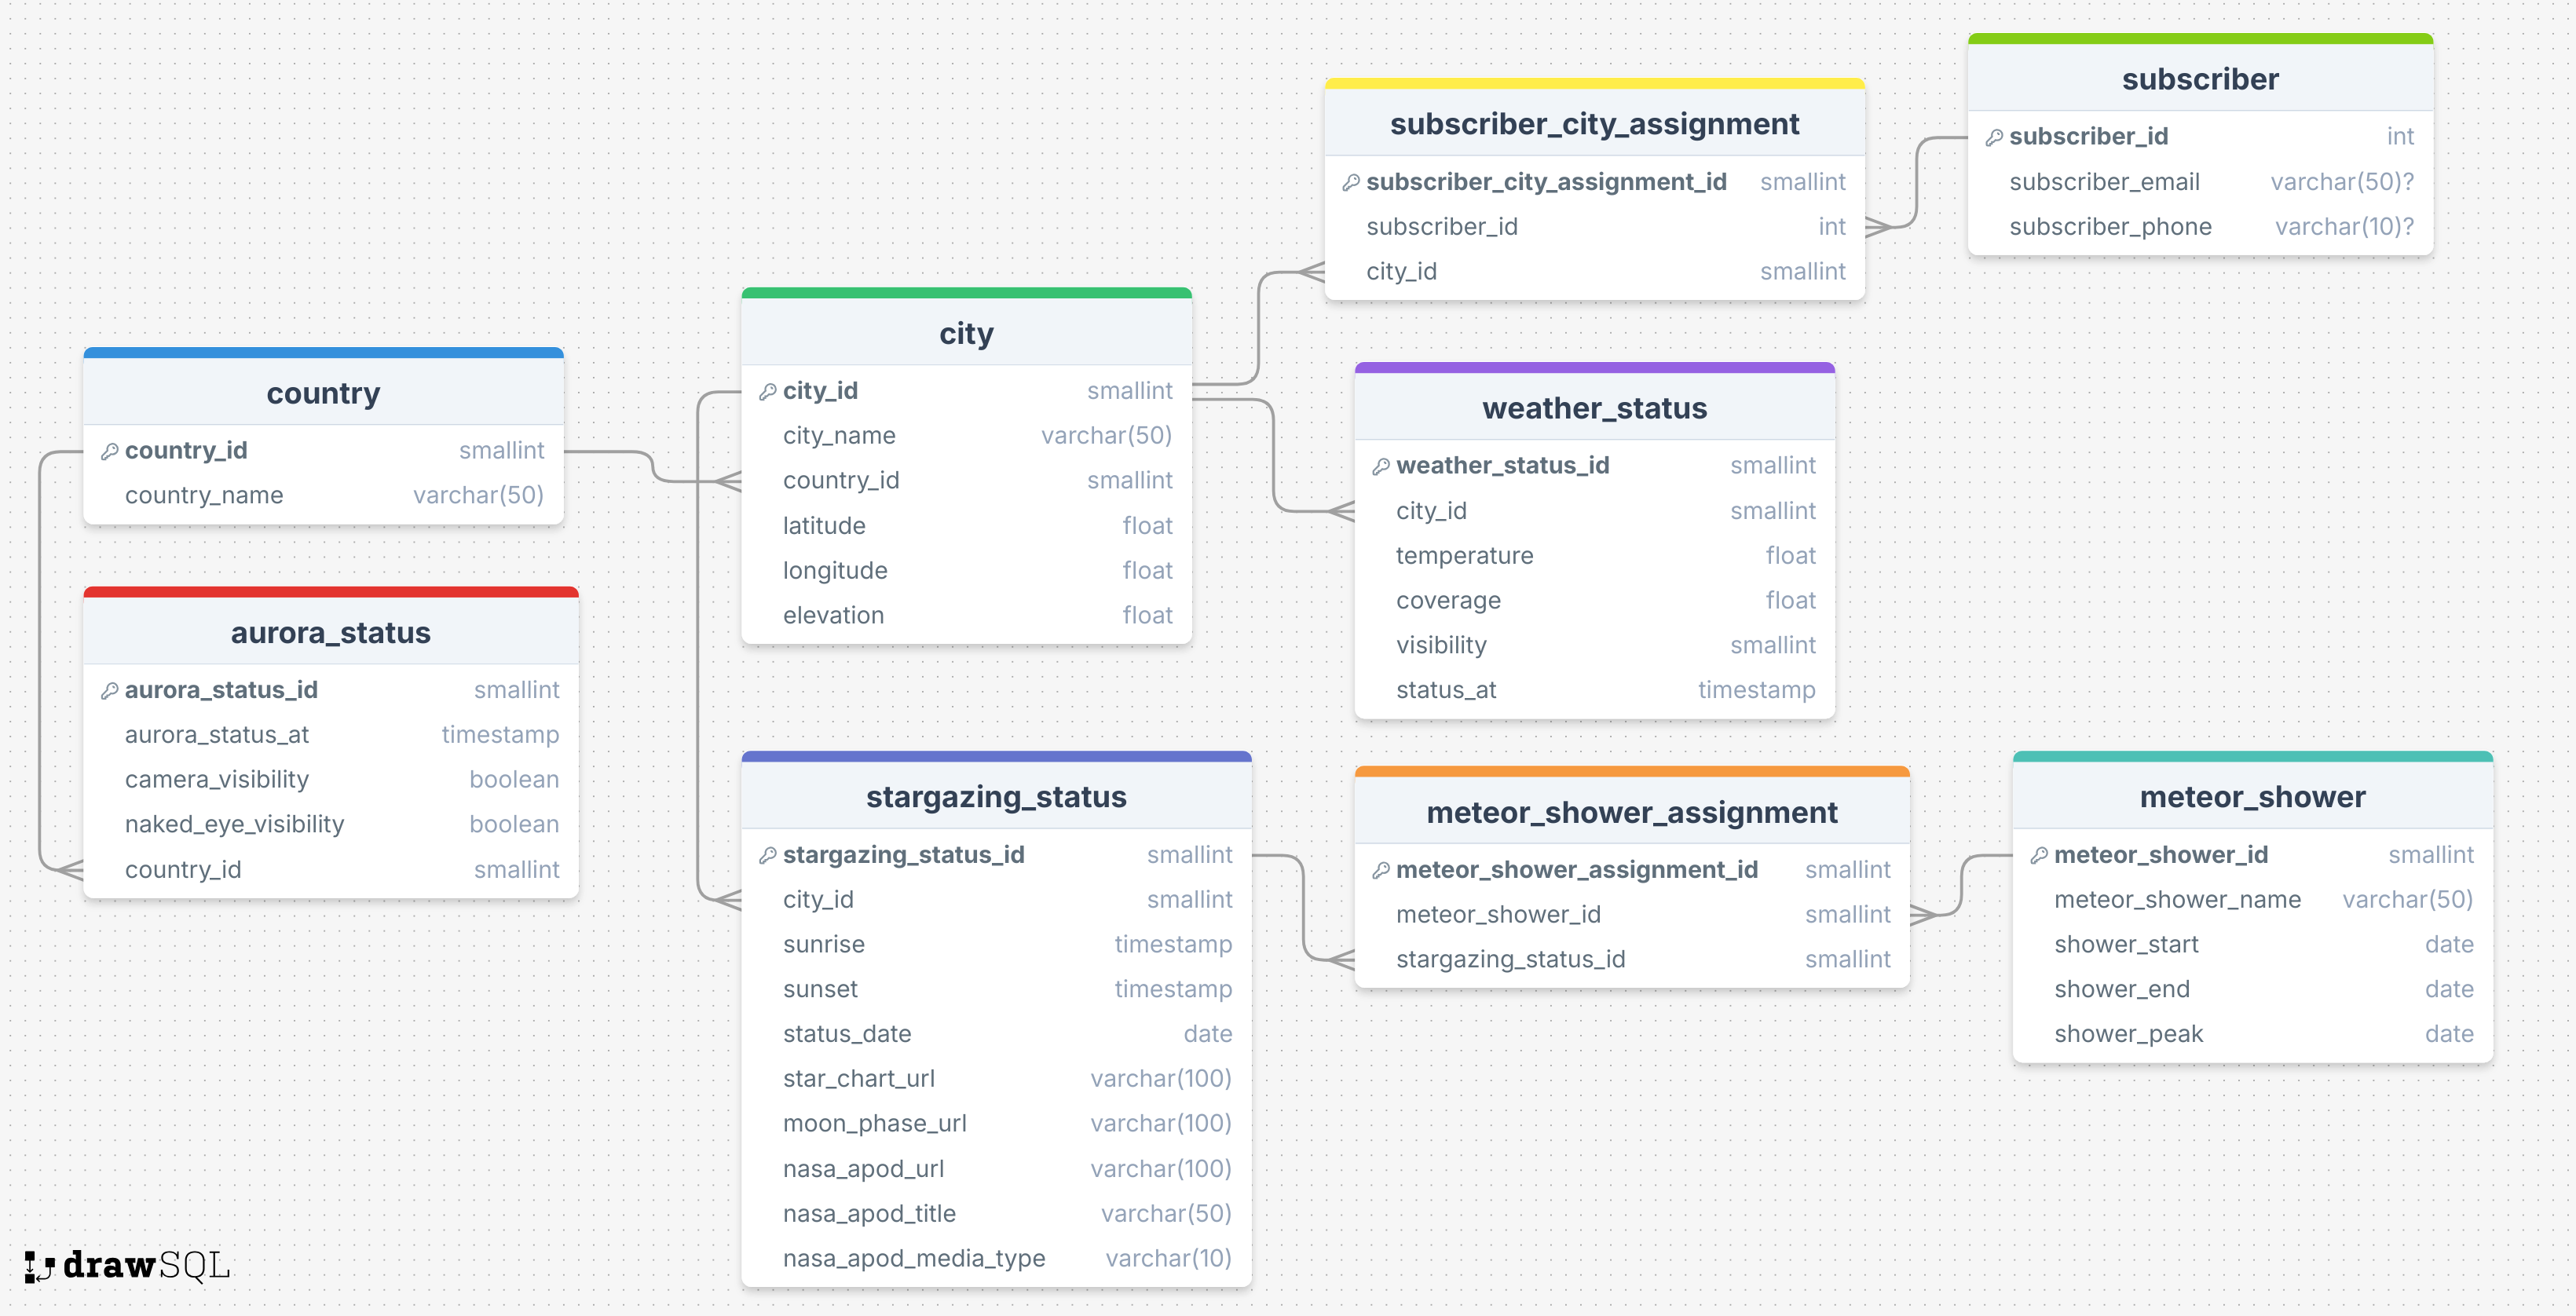 subscriber
subscriber_id int
subscriber_email varchar(50)?
subscriber_phone varchar(10)?
subscriber_city_assignment
subscriber_city_assignment_id smallint
subscriber_id int
city_id smallint
city
city_id smallint
city_name varchar(50)
country_id smallint
latitude float
longitude float
elevation float
country
country_id smallint
country_name varchar(50)
weather_status
weather_status_id smallint
city_id smallint
temperature float
coverage float
visibility smallint
status_at timestamp
aurora_status
aurora_status_id smallint
aurora_status_at timestamp
camera_visibility boolean
naked_eye_visibility boolean
country_id smallint
stargazing_status
stargazing_status_id smallint
city_id smallint
sunrise timestamp
sunset timestamp
status_date date
star_chart_url varchar(100)
moon_phase_url varchar(100)
nasa_apod_url varchar(100)
nasa_apod_title varchar(50)
nasa_apod_media_type varchar(10)
meteor_shower_assignment
meteor_shower_assignment_id smallint
meteor_shower_id smallint
stargazing_status_id smallint
meteor_shower
meteor_shower_id smallint
meteor_shower_name varchar(50)
shower_start date
shower_end date
shower_peak date
drawSQL